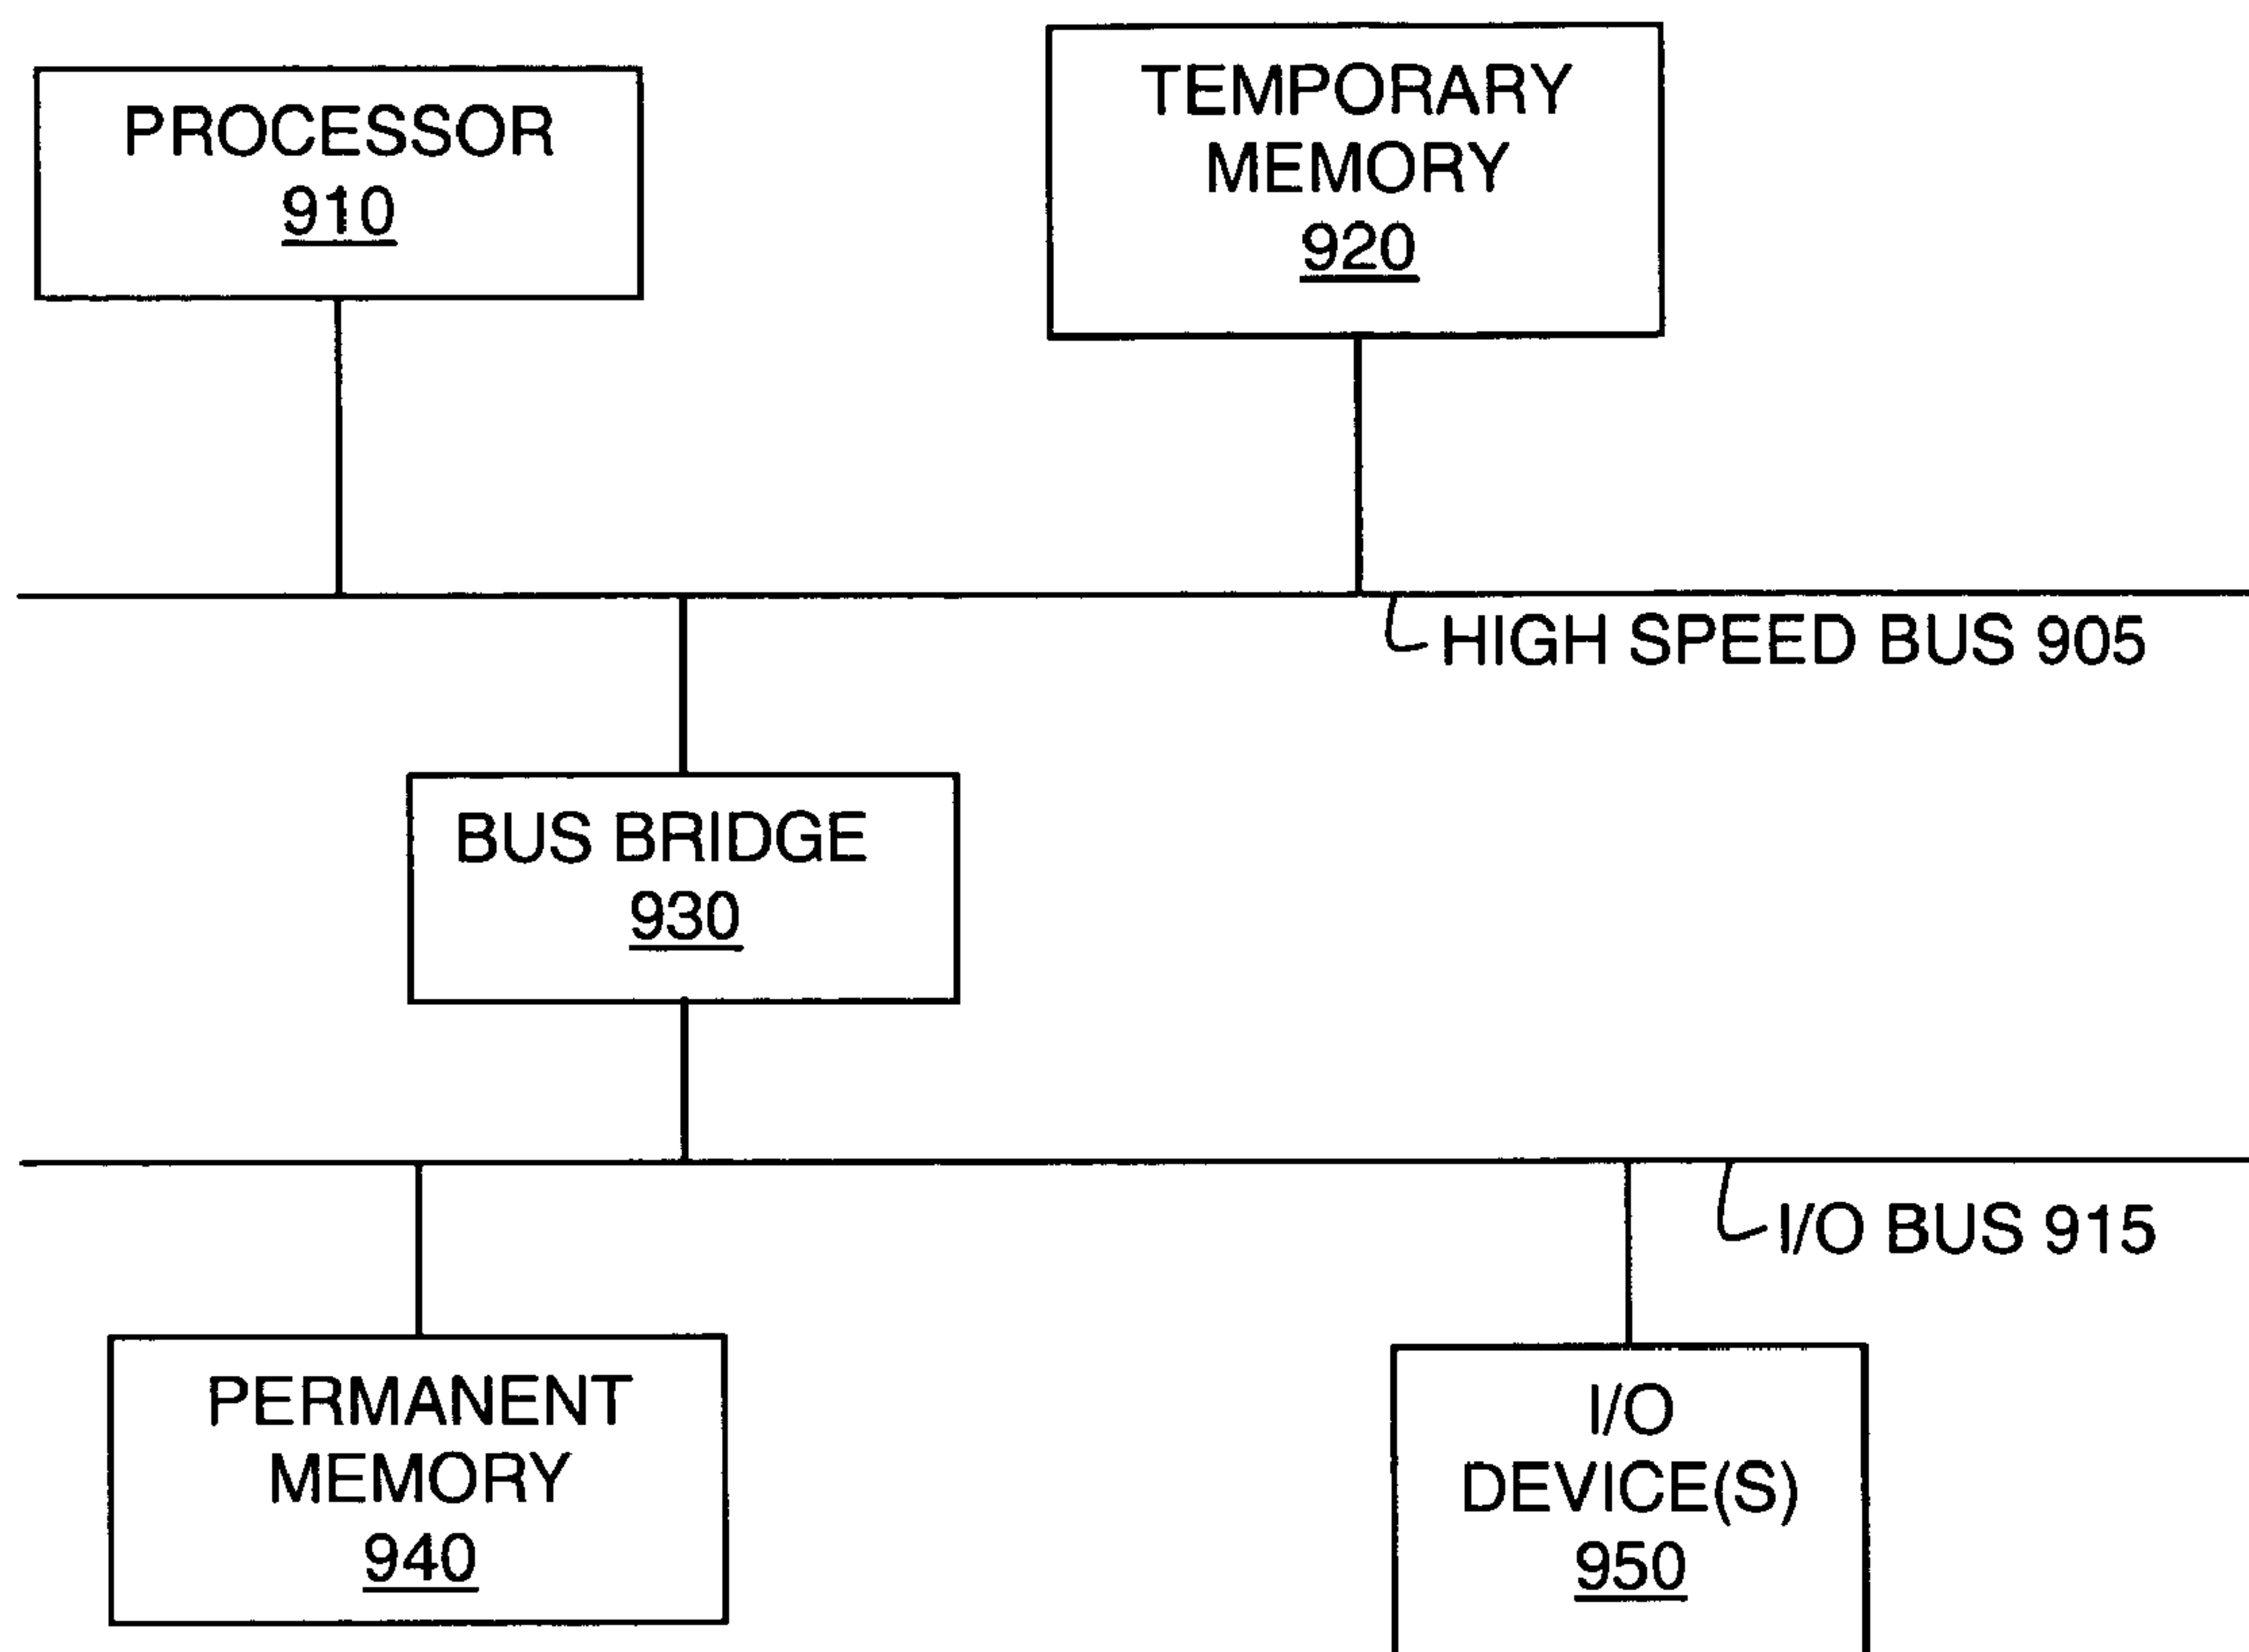 PROCESSOR
910
TEMPORARY
MEMORY
920
HIGH SPEED BUS 905
BUS BRIDGE
930
I/O BUS 915
PERMANENT
MEMORY
940
I/O
DEVICE(S)
950